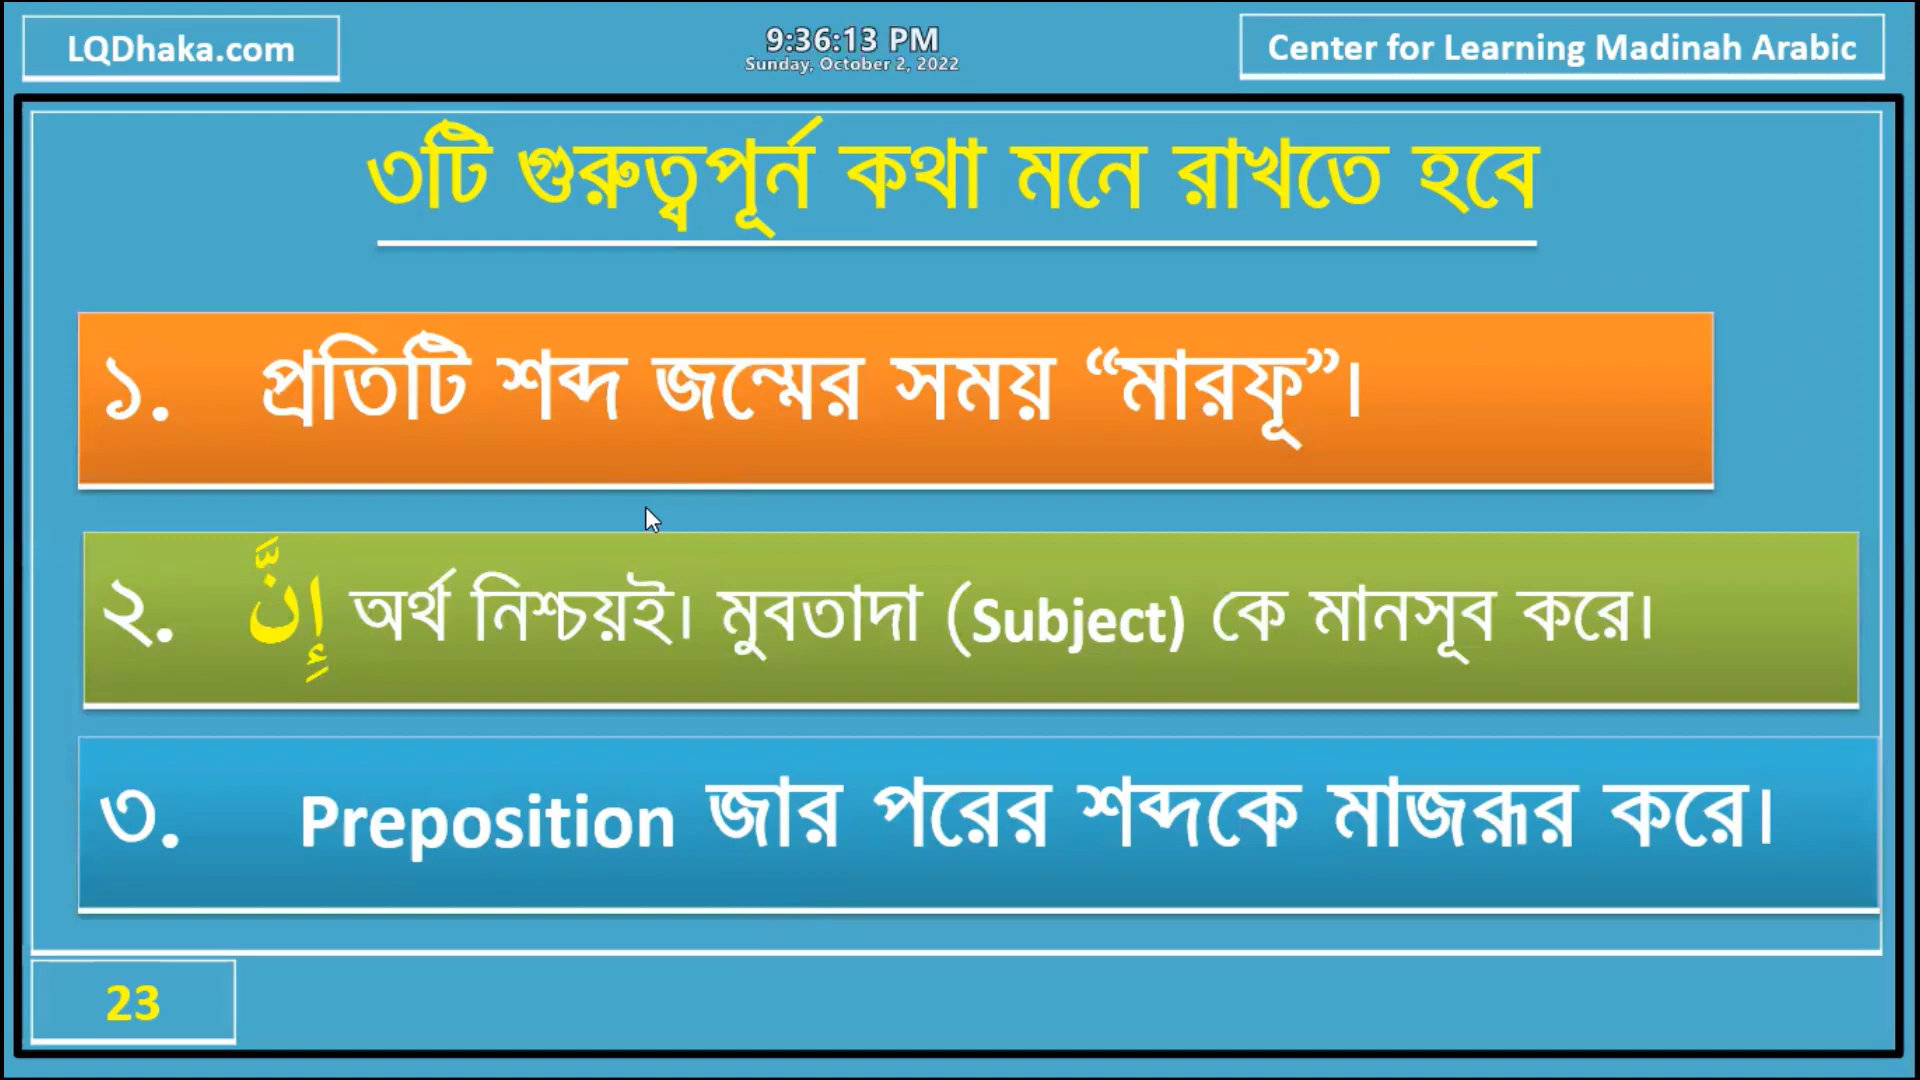 LQDhaka.com
9:36:13 PM
Sunday, October 2, 2022
Center for Learning Madinah Arabic
৩টি গুরুত্বপূর্ন কথা মনে রাখতে হবে
১. প্রতিটি শব্দ জন্মের সময় “মারফূ”।
২. إِنَّ অর্থ নিশ্চয়ই। মুবতাদা (Subject) কে মানসূব করে।
৩. Preposition জার পরের শব্দকে মাজরূর করে।
23